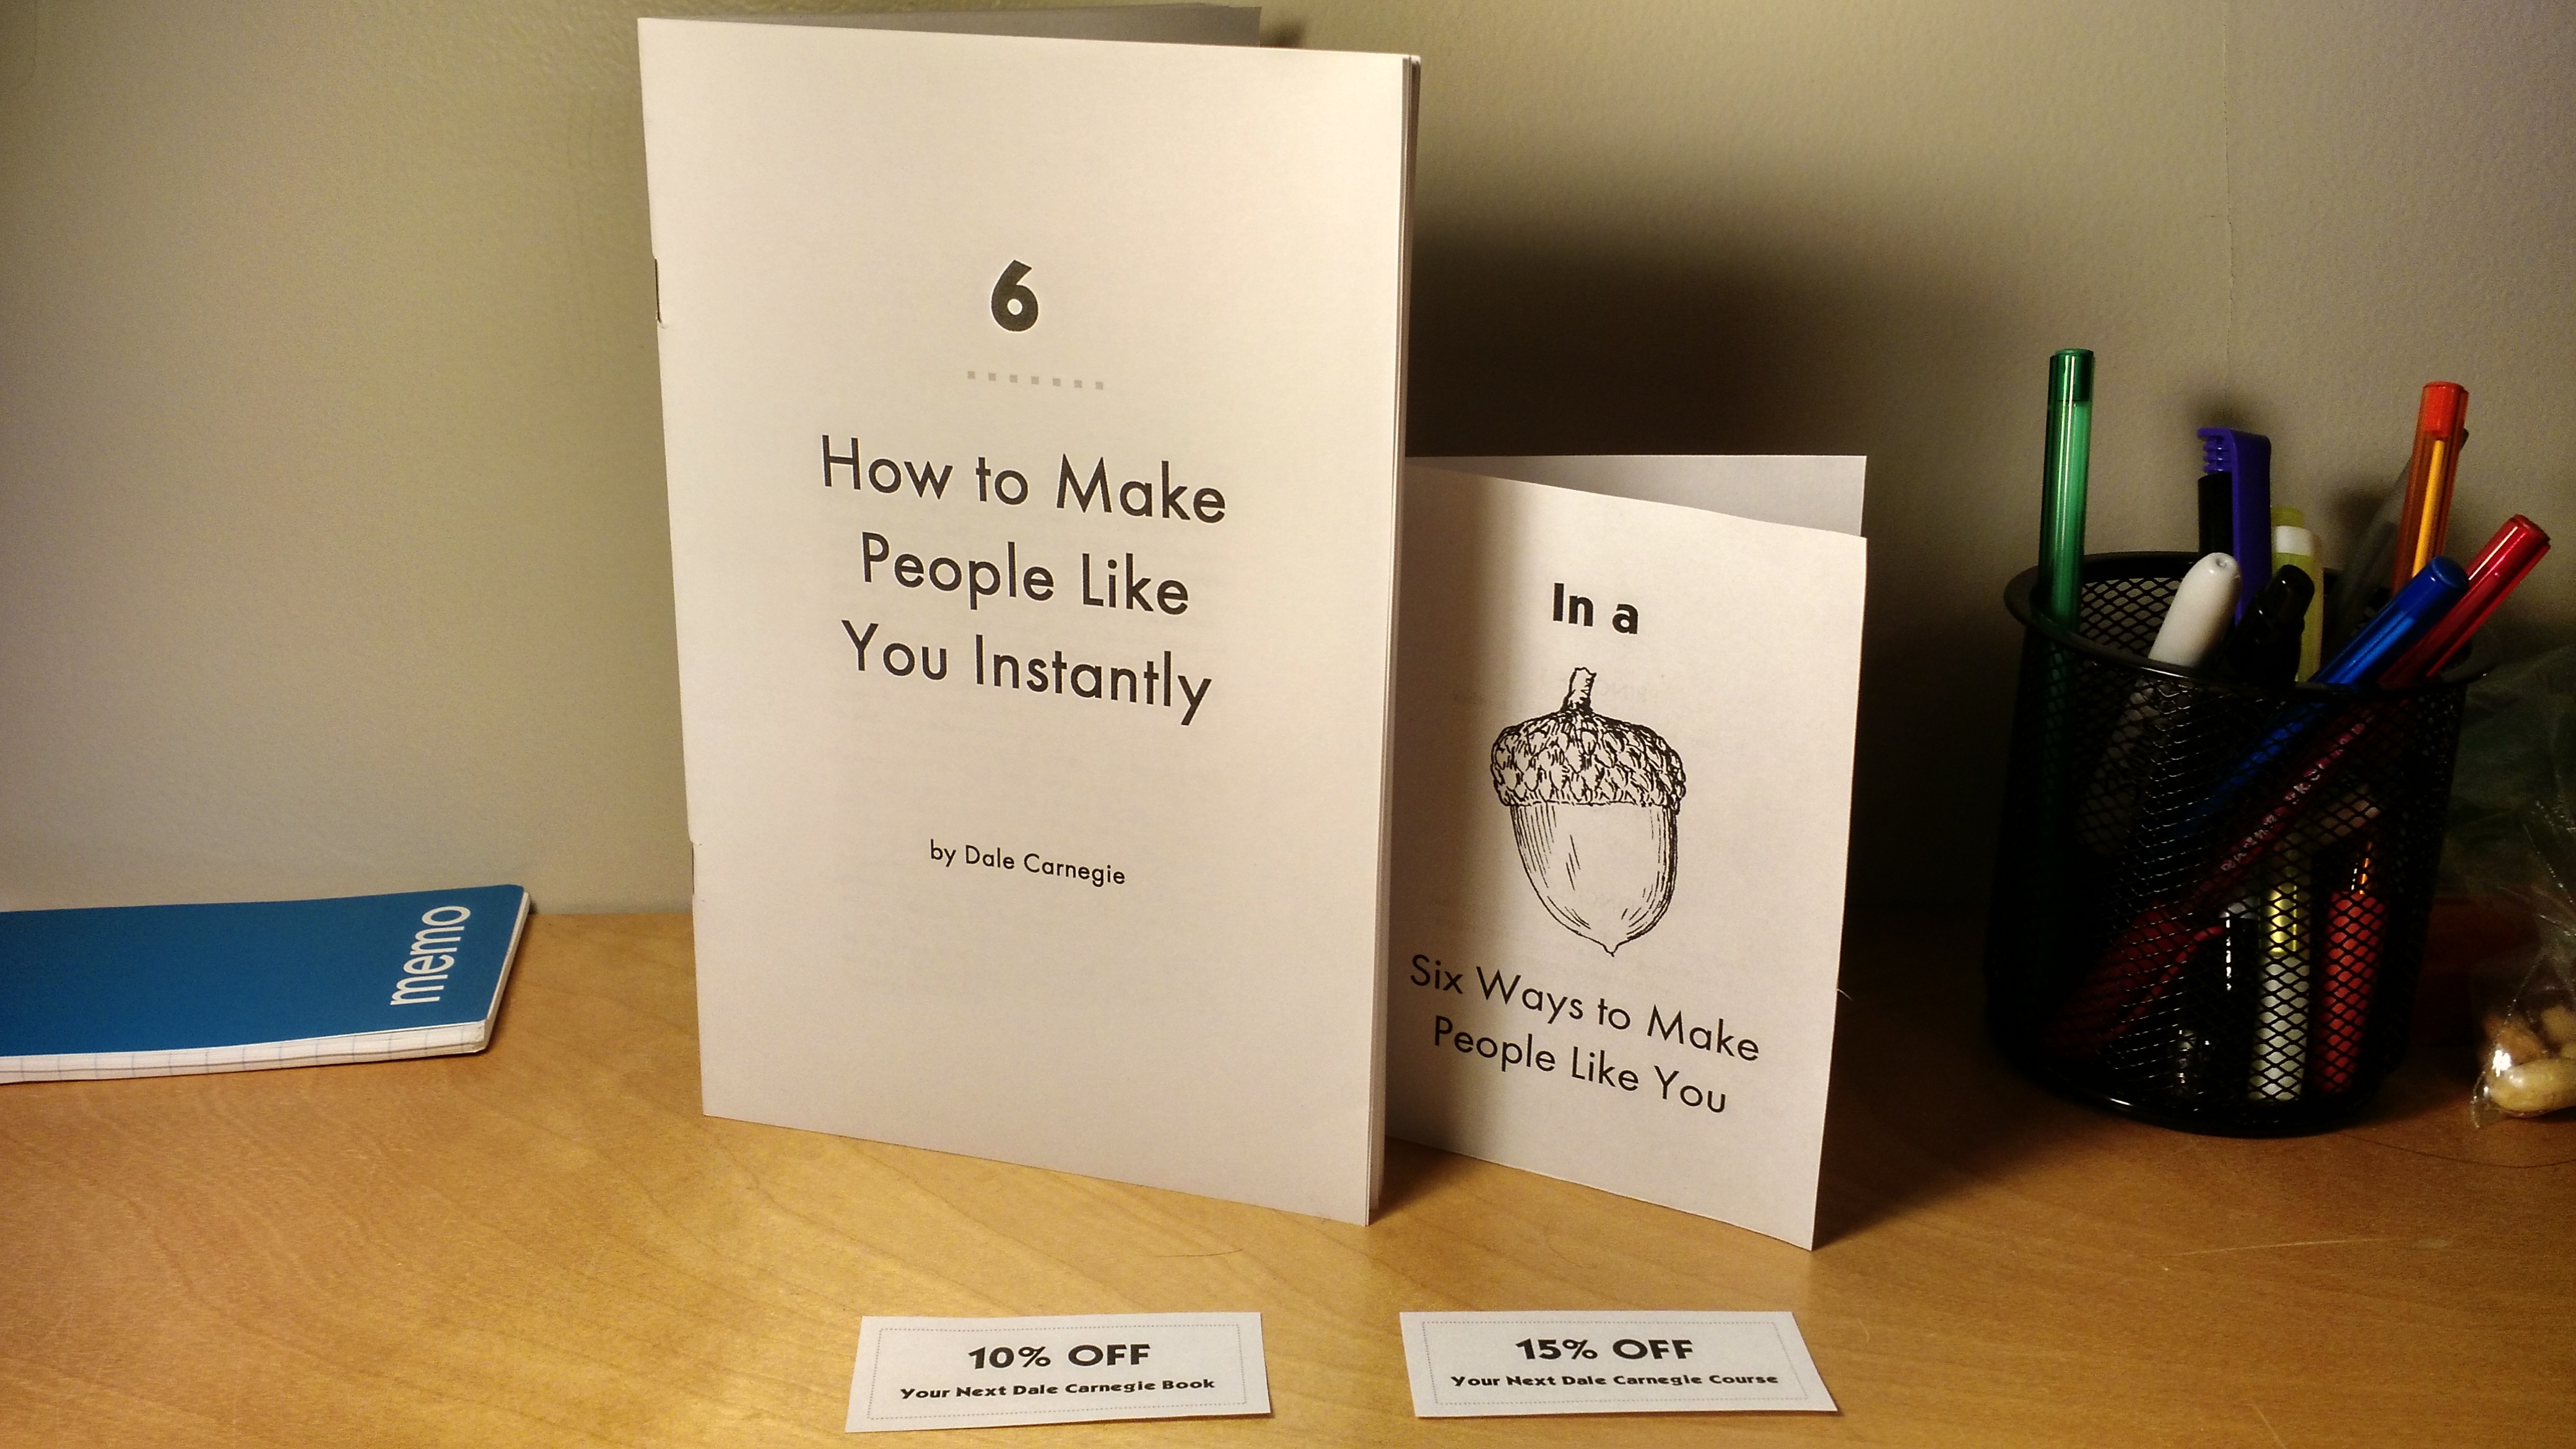 6
How to Make
People Like
You Instantly
by Dale Carnegie
In a
Six Ways to Make
People Like You
memo
10% OFF
Your Next Dale Carnegie Book
15% OFF
Your Next Dale Carnegie Course